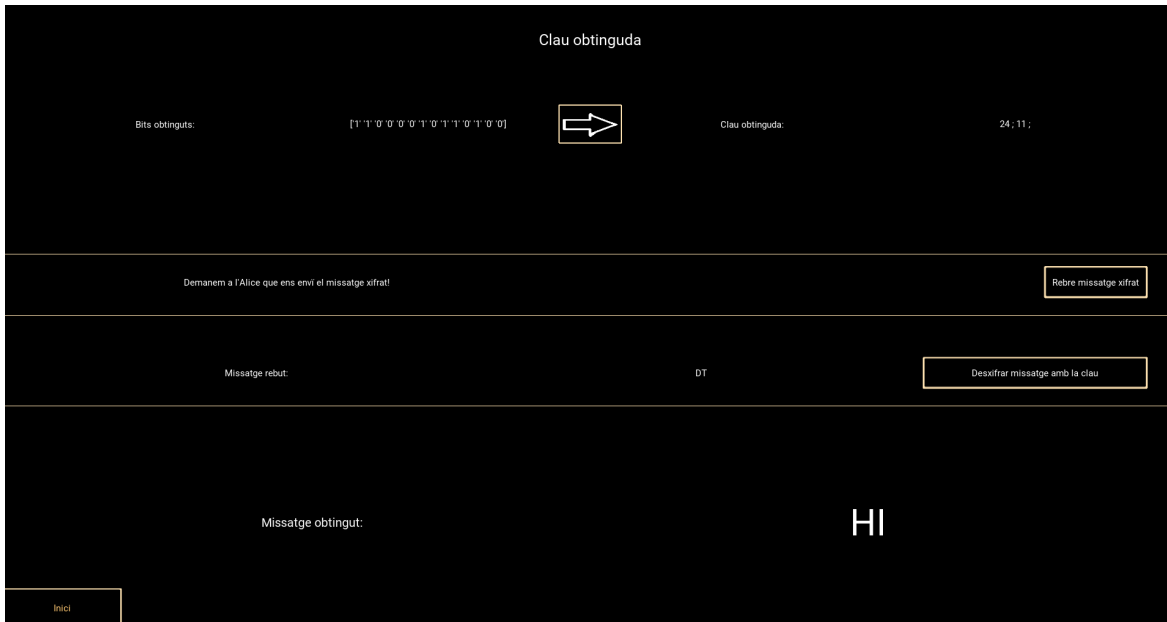 Clau obtinguda
Bits obtinguts: ['1' '1' '0' '0' '0' '0' '1' '0' '1' '1' '0' '1' '0' '0'] Clau obtinguda: 24 ; 11 ;
Demanem a l'Alice que ens enviï el missatge xifrat! Rebre missatge xifrat
Missatge rebut: DT Desxifrar missatge amb la clau
Missatge obtingut: HI
Inici